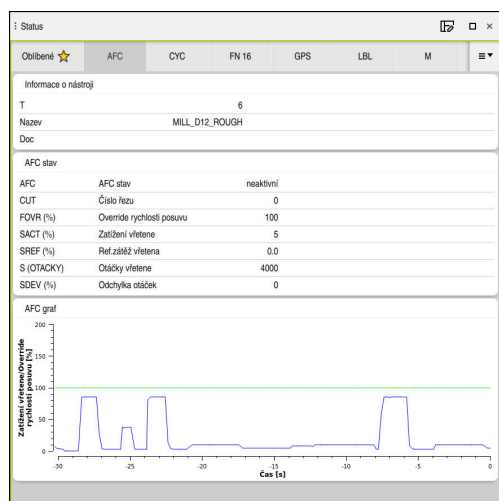 Status
Oblíbené AFC CYC FN 16 GPS LBL M
Informace o nástroji
T 6
Nazev MILL_D12_ROUGH
Doc
AFC stav
AFC AFC stav neaktivní
CUT Číslo řezu 0
FOVR (%) Override rychlosti posuvu 100
SACT (%) Zatížení vřetene 5
SREF (%) Ref.zátěž vřetena 0.0
S (OTACKY) Otáčky vřetene 4000
SDEV (%) Odchylka otáček 0
AFC graf
Zatížení vřetene/Override
rychlosti posuvu [%]
200
150
100
50
0
-30 -25 -20 -15 -10 -5 0
Čas [s]